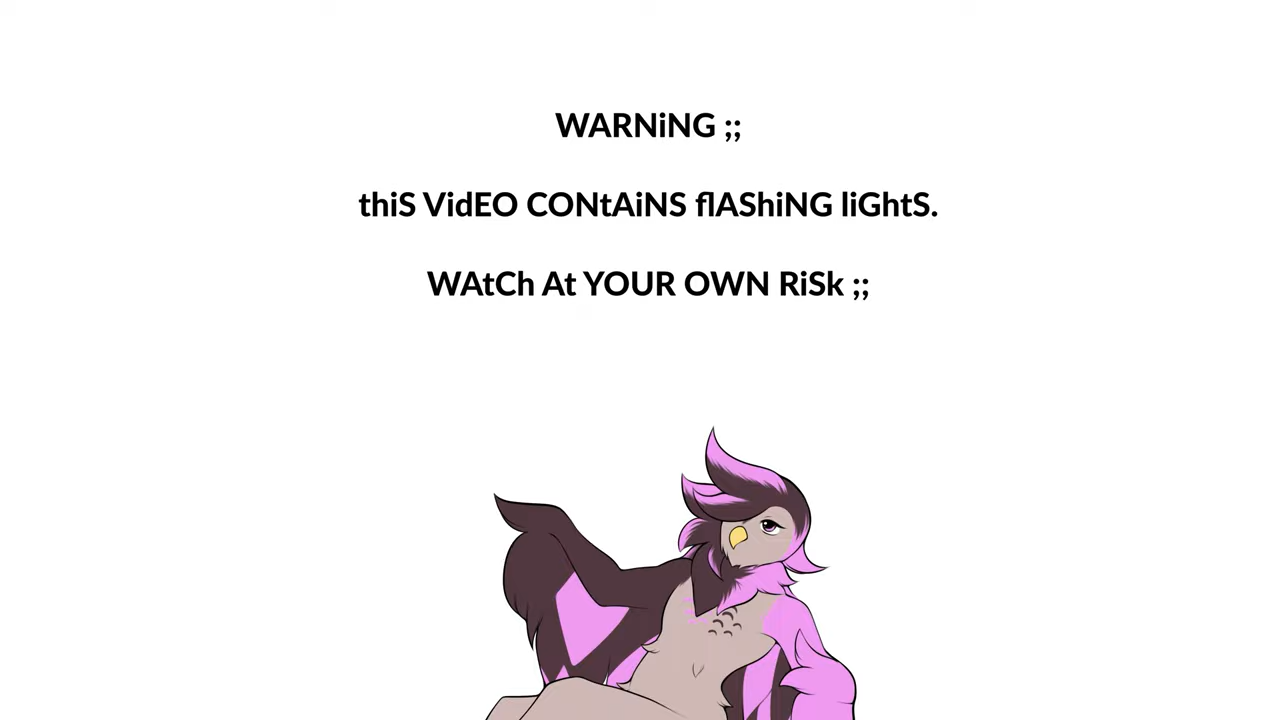 WARNiNG ;;
thiS VidEO CONtAiNS flAShiNG liGhtS.
WAtCh At YOUR OWN RiSk ;;